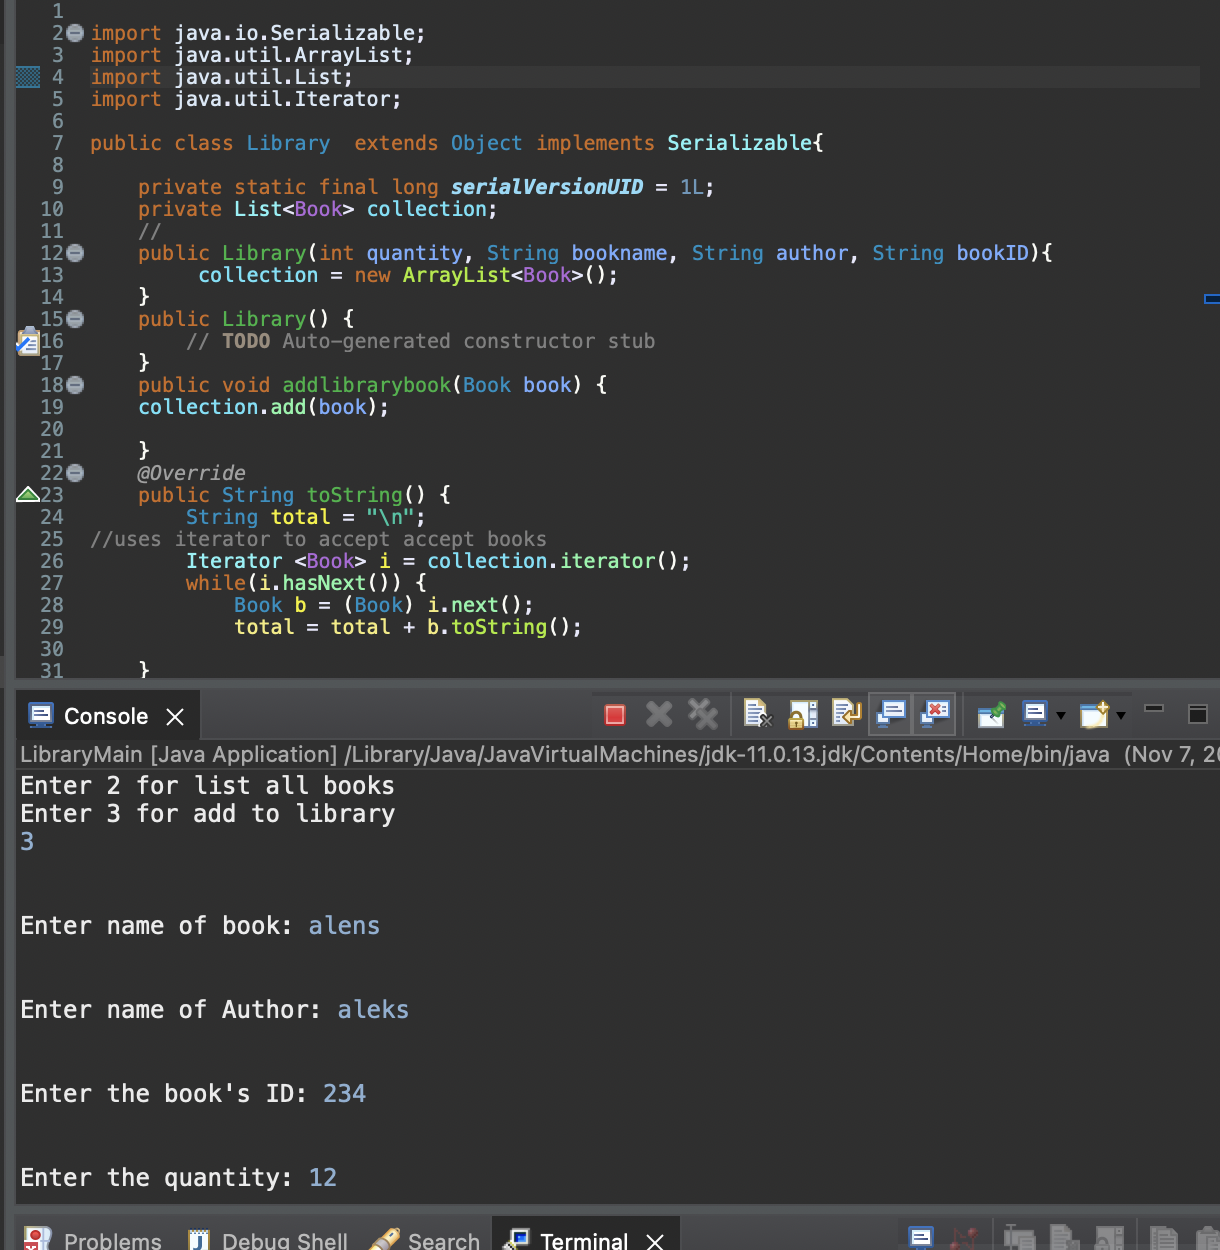 1
2 import java.io.Serializable;
3 import java.util.ArrayList;
4 import java.util.List;
5 import java.util.Iterator;
6
7 public class Library  extends Object implements Serializable{
8
9     private static final long serialVersionUID = 1L;
10     private List<Book> collection;
11     //
12     public Library(int quantity, String bookname, String author, String bookID){
13          collection = new ArrayList<Book>();
14     }
15     public Library() {
16         // TODO Auto-generated constructor stub
17     }
18     public void addlibrarybook(Book book) {
19     collection.add(book);
20
21     }
22     @Override
23     public String toString() {
24         String total = "\n";
25 //uses iterator to accept accept books
26         Iterator <Book> i = collection.iterator();
27         while(i.hasNext()) {
28             Book b = (Book) i.next();
29             total = total + b.toString();
30
31     }
Console
LibraryMain [Java Application] /Library/Java/JavaVirtualMachines/jdk-11.0.13.jdk/Contents/Home/bin/java (Nov 7, 20
Enter 2 for list all books
Enter 3 for add to library
3
Enter name of book: alens
Enter name of Author: aleks
Enter the book's ID: 234
Enter the quantity: 12
Problems Debug Shell Search Terminal